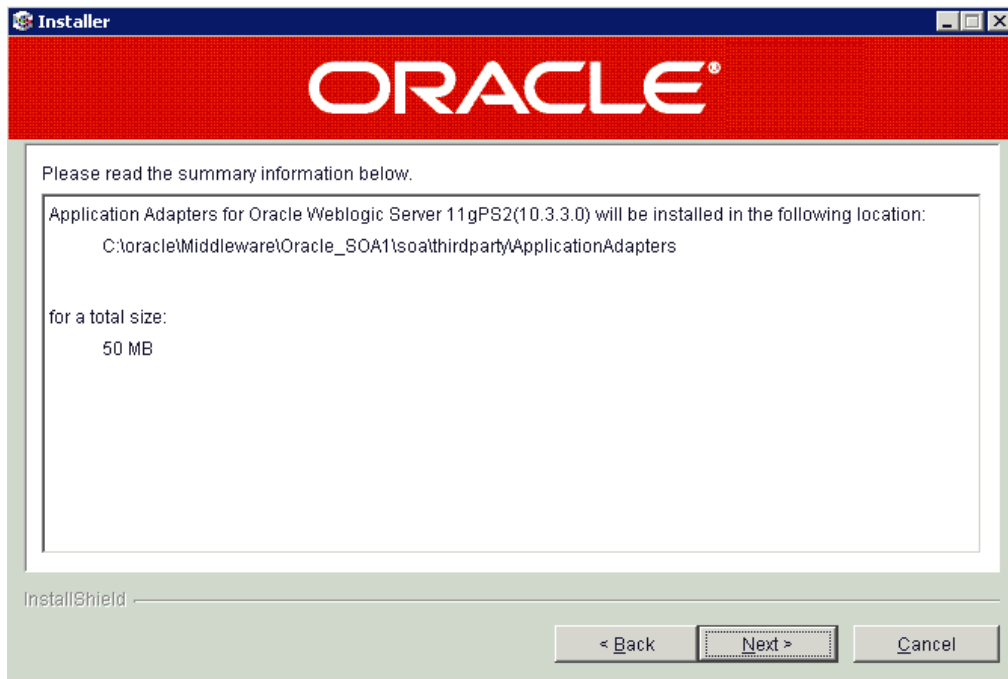 Installer
ORACLE®
Please read the summary information below.
Application Adapters for Oracle Weblogic Server 11gPS2(10.3.3.0) will be installed in the following location:
C:\oracle\Middleware\Oracle_SOA1\soa\thirdparty\ApplicationAdapters
for a total size:
50 MB
InstallShield
< Back
Next >
Cancel